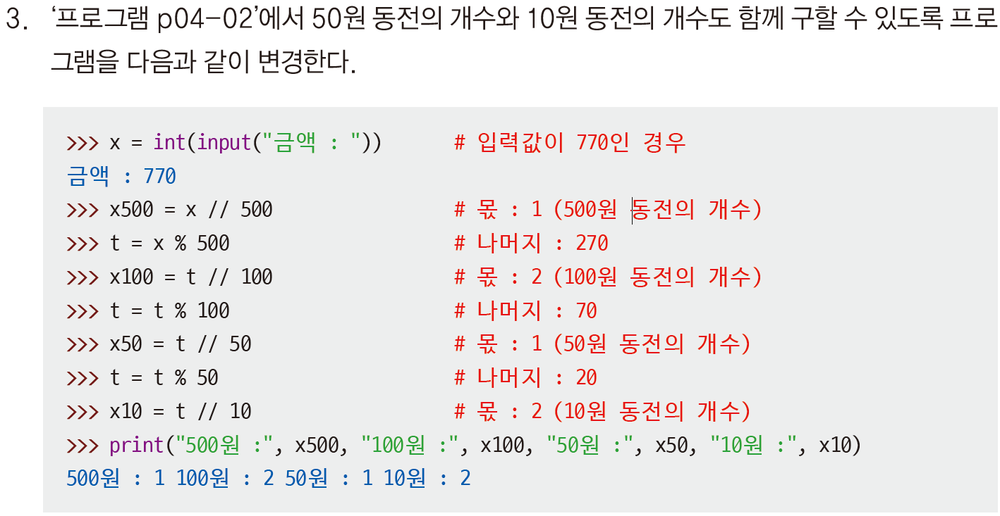 3. ‘프로그램 p04-02’에서 50원 동전의 개수와 10원 동전의 개수도 함께 구할 수 있도록 프로
그램을 다음과 같이 변경한다.
>>> x = int(input("금액 : ")) # 입력값이 770인 경우
금액 : 770
>>> x500 = x // 500 # 몫 : 1 (500원 동전의 개수)
>>> t = x % 500 # 나머지 : 270
>>> x100 = t // 100 # 몫 : 2 (100원 동전의 개수)
>>> t = t % 100 # 나머지 : 70
>>> x50 = t // 50 # 몫 : 1 (50원 동전의 개수)
>>> t = t % 50 # 나머지 : 20
>>> x10 = t // 10 # 몫 : 2 (10원 동전의 개수)
>>> print("500원 :", x500, "100원 :", x100, "50원 :", x50, "10원 :", x10)
500원 : 1 100원 : 2 50원 : 1 10원 : 2